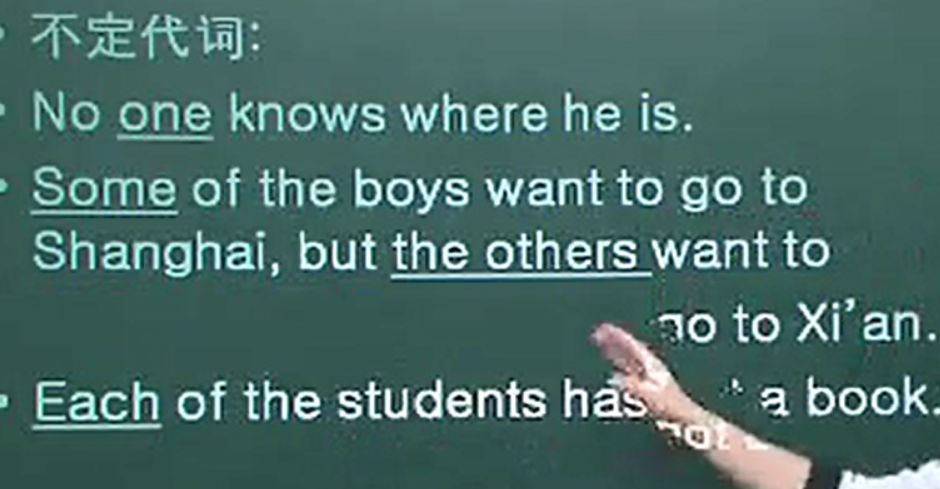 不定代词:
No one knows where he is.
Some of the boys want to go to
Shanghai, but the others want to
go to Xi'an.
Each of the students has a book.